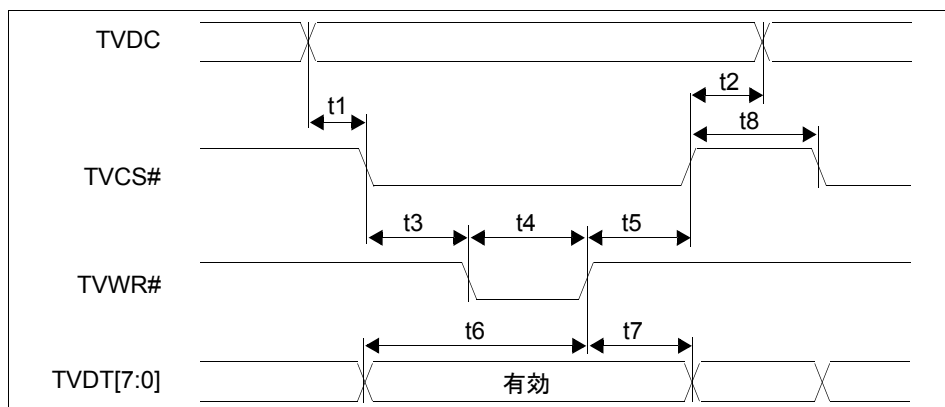 TVDC
t2
t1
t8
TVCS#
t3 t4 t5
TVWR#
t6 t7
TVDT[7:0] 有効